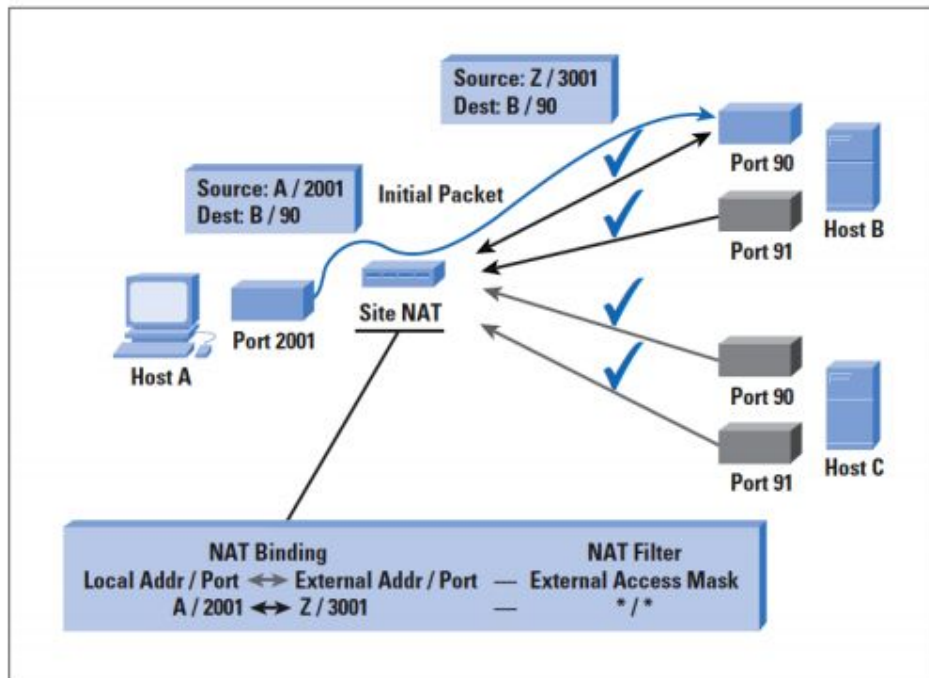 Source: Z / 3001
Dest: B / 90
Source: A / 2001
Dest: B / 90
Initial Packet
Port 90
Host B
Port 91
Site NAT
Port 2001
Host A
Port 90
Host C
Port 91
NAT Binding NAT Filter
Local Addr / Port ↔ External Addr / Port — External Access Mask
A / 2001 ↔ Z / 3001 — * / *